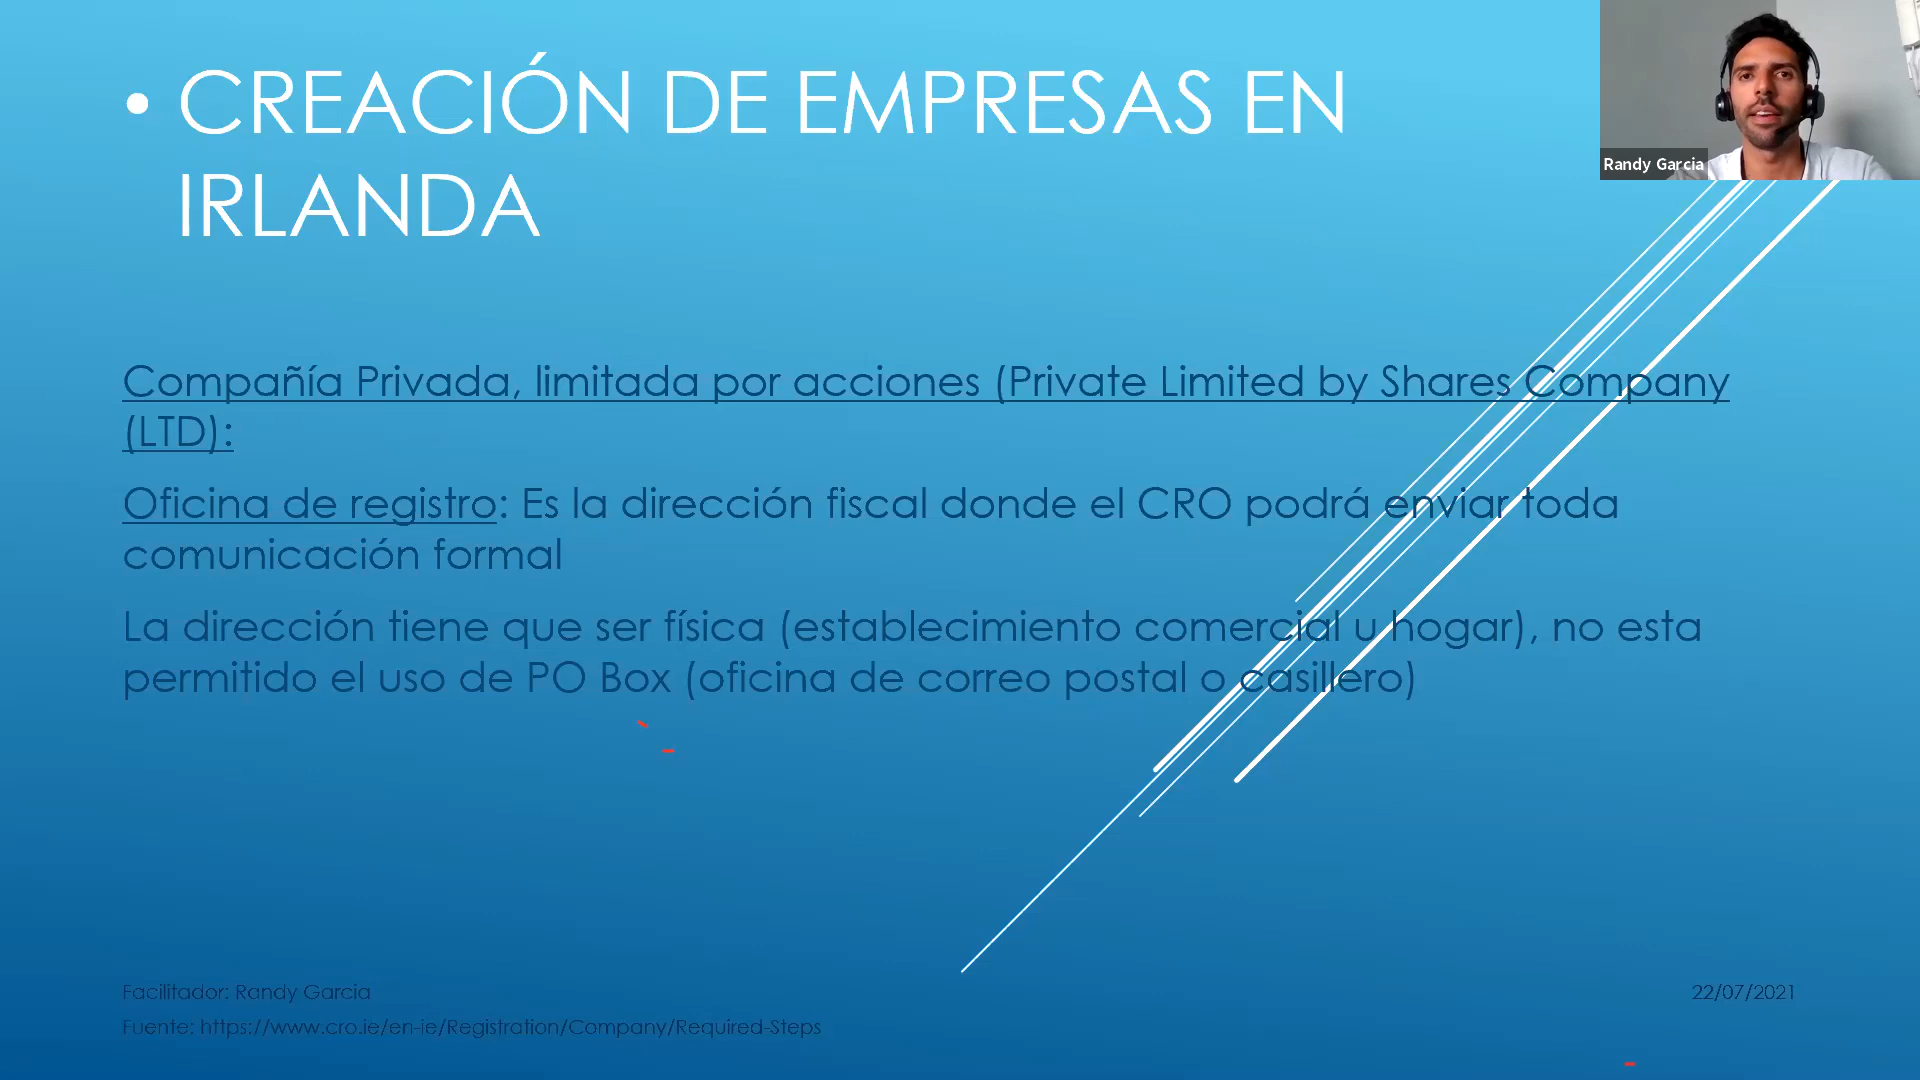 • CREACIÓN DE EMPRESAS EN
IRLANDA
Randy Garcia
Compañía Privada, limitada por acciones (Private Limited by Shares Company
(LTD):
Oficina de registro: Es la dirección fiscal donde el CRO podrá enviar toda
comunicación formal
La dirección tiene que ser física (establecimiento comercial u hogar), no esta
permitido el uso de PO Box (oficina de correo postal o casillero)
Facilitador: Randy Garcia
22/07/2021
Fuente: https://www.cro.ie/en-ie/Registration/Company/Required-Steps